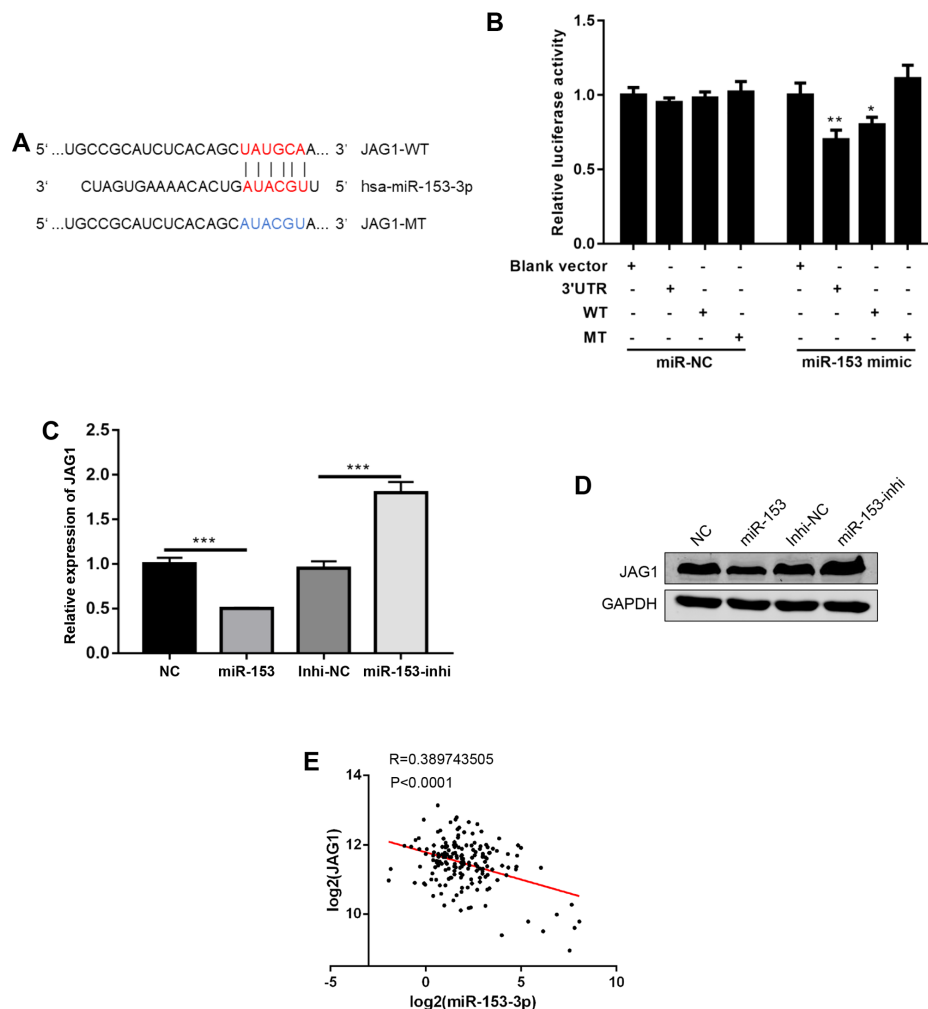 A
5‘ ...UGCCGCAUCUCACAGCUAUGCAA... 3’ JAG1-WT
3‘ CUAGUGAAAACACUGAUACGUU 5’ hsa-miR-153-3p
5‘ ...UGCCGCAUCUCACAGCAUACGUA... 3’ JAG1-MT
B
Relative luciferase activity
1.5
1.0
0.5
0.0
** *
Blank vector + - - - + - - -
3'UTR - + - - - + - -
WT - - + - - - + -
MT - - - + - - - +
miR-NC miR-153 mimic
C
Relative expression of JAG1
2.5
2.0
1.5
1.0
0.5
0.0
*** ***
NC miR-153 Inhi-NC miR-153-inhi
D
NC miR-153 Inhi-NC miR-153-inhi
JAG1
GAPDH
E
R=0.389743505
P<0.0001
log2(JAG1)
14
12
10
8
-5 0 5 10
log2(miR-153-3p)